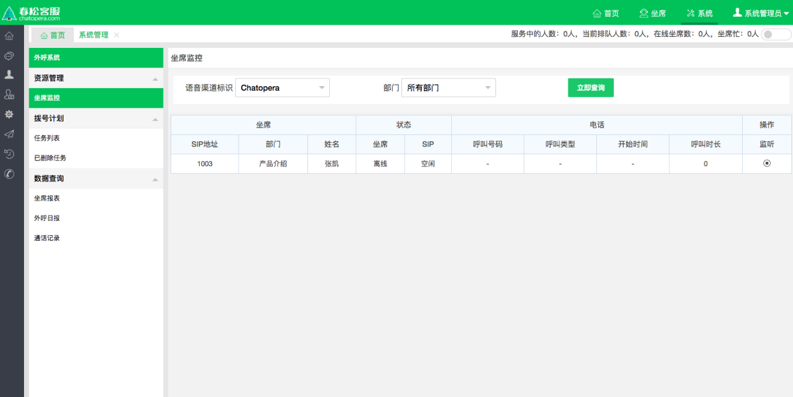 春松客服
chatopera.com
首页
坐席
系统
系统管理员
首页
系统管理
服务中的人数：0人，当前排队人数：0人，在线坐席数：0人，坐席忙：0人
外呼系统
资源管理
坐席监控
拨号计划
任务列表
已删除任务
数据查询
坐席报表
外呼日报
通话记录
坐席监控
语音渠道标识 Chatopera 部门 所有部门 立即查询
坐席 状态 电话 操作
SIP地址 部门 姓名 坐席 SIP 呼叫号码 呼叫类型 开始时间 呼叫时长 监听
1003 产品介绍 张凯 离线 空闲 - - - 0